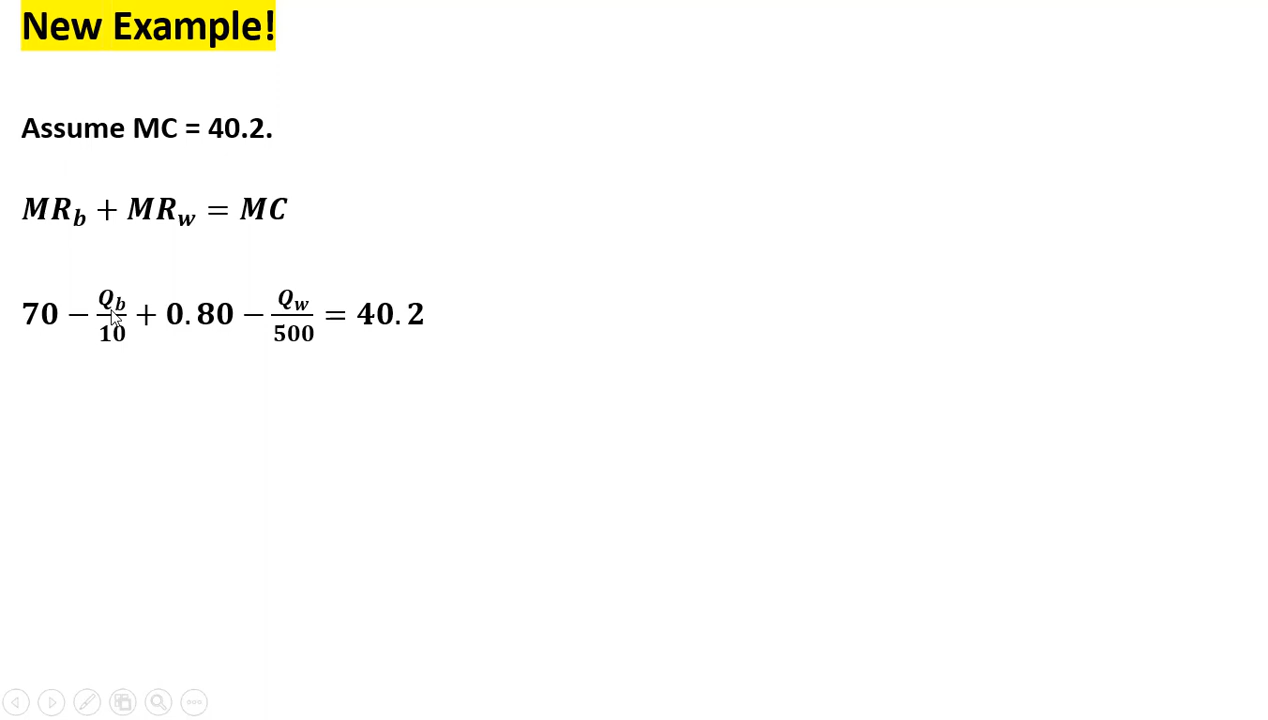 New Example!
Assume MC = 40.2.
MR_b + MR_w = MC
70 − Q_b/10 + 0.80 − Q_w/500 = 40.2